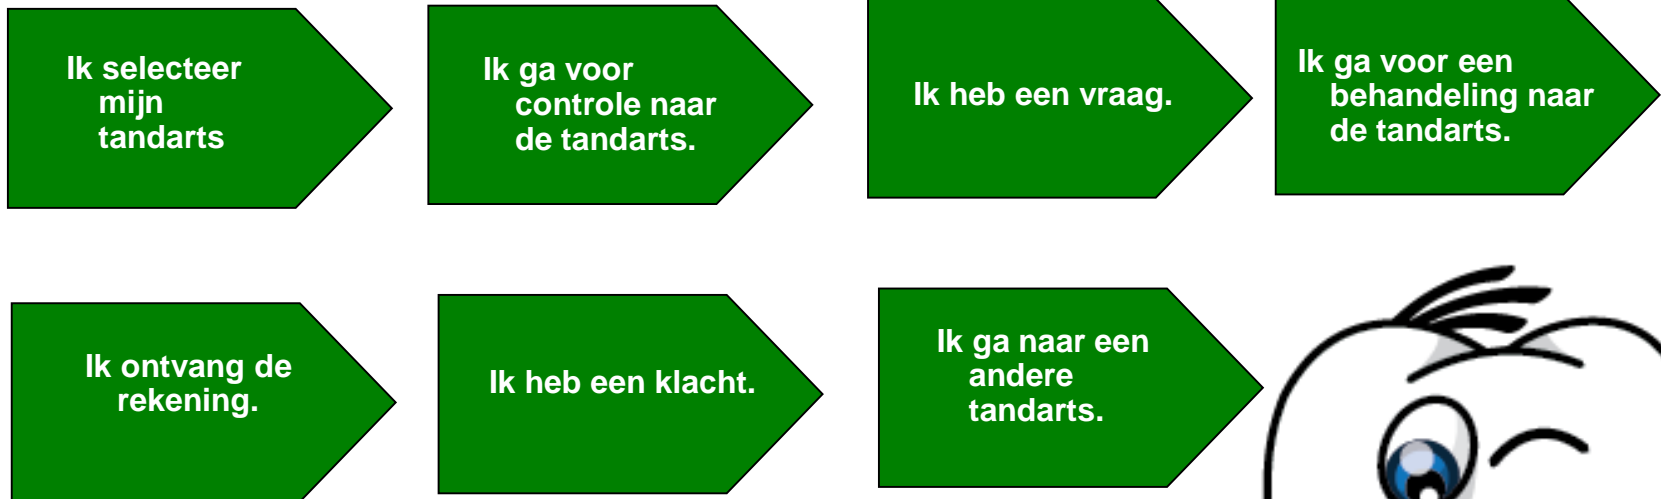 Ik selecteer
mijn
tandarts
Ik ga voor
controle naar
de tandarts.
Ik heb een vraag.
Ik ga voor een
behandeling naar
de tandarts.
Ik ontvang de
rekening.
Ik heb een klacht.
Ik ga naar een
andere
tandarts.